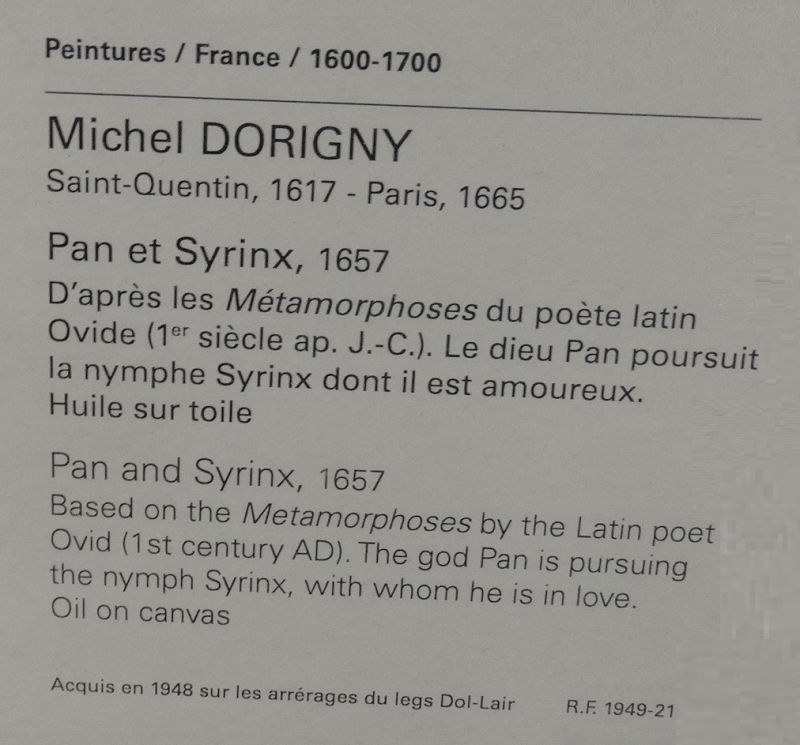 Peintures / France / 1600-1700
Michel DORIGNY
Saint-Quentin, 1617 - Paris, 1665
Pan et Syrinx, 1657
D'après les Métamorphoses du poète latin
Ovide (1er siècle ap. J.-C.). Le dieu Pan poursuit
la nymphe Syrinx dont il est amoureux.
Huile sur toile
Pan and Syrinx, 1657
Based on the Metamorphoses by the Latin poet
Ovid (1st century AD). The god Pan is pursuing
the nymph Syrinx, with whom he is in love.
Oil on canvas
Acquis en 1948 sur les arrérages du legs Dol-Lair R.F. 1949-21